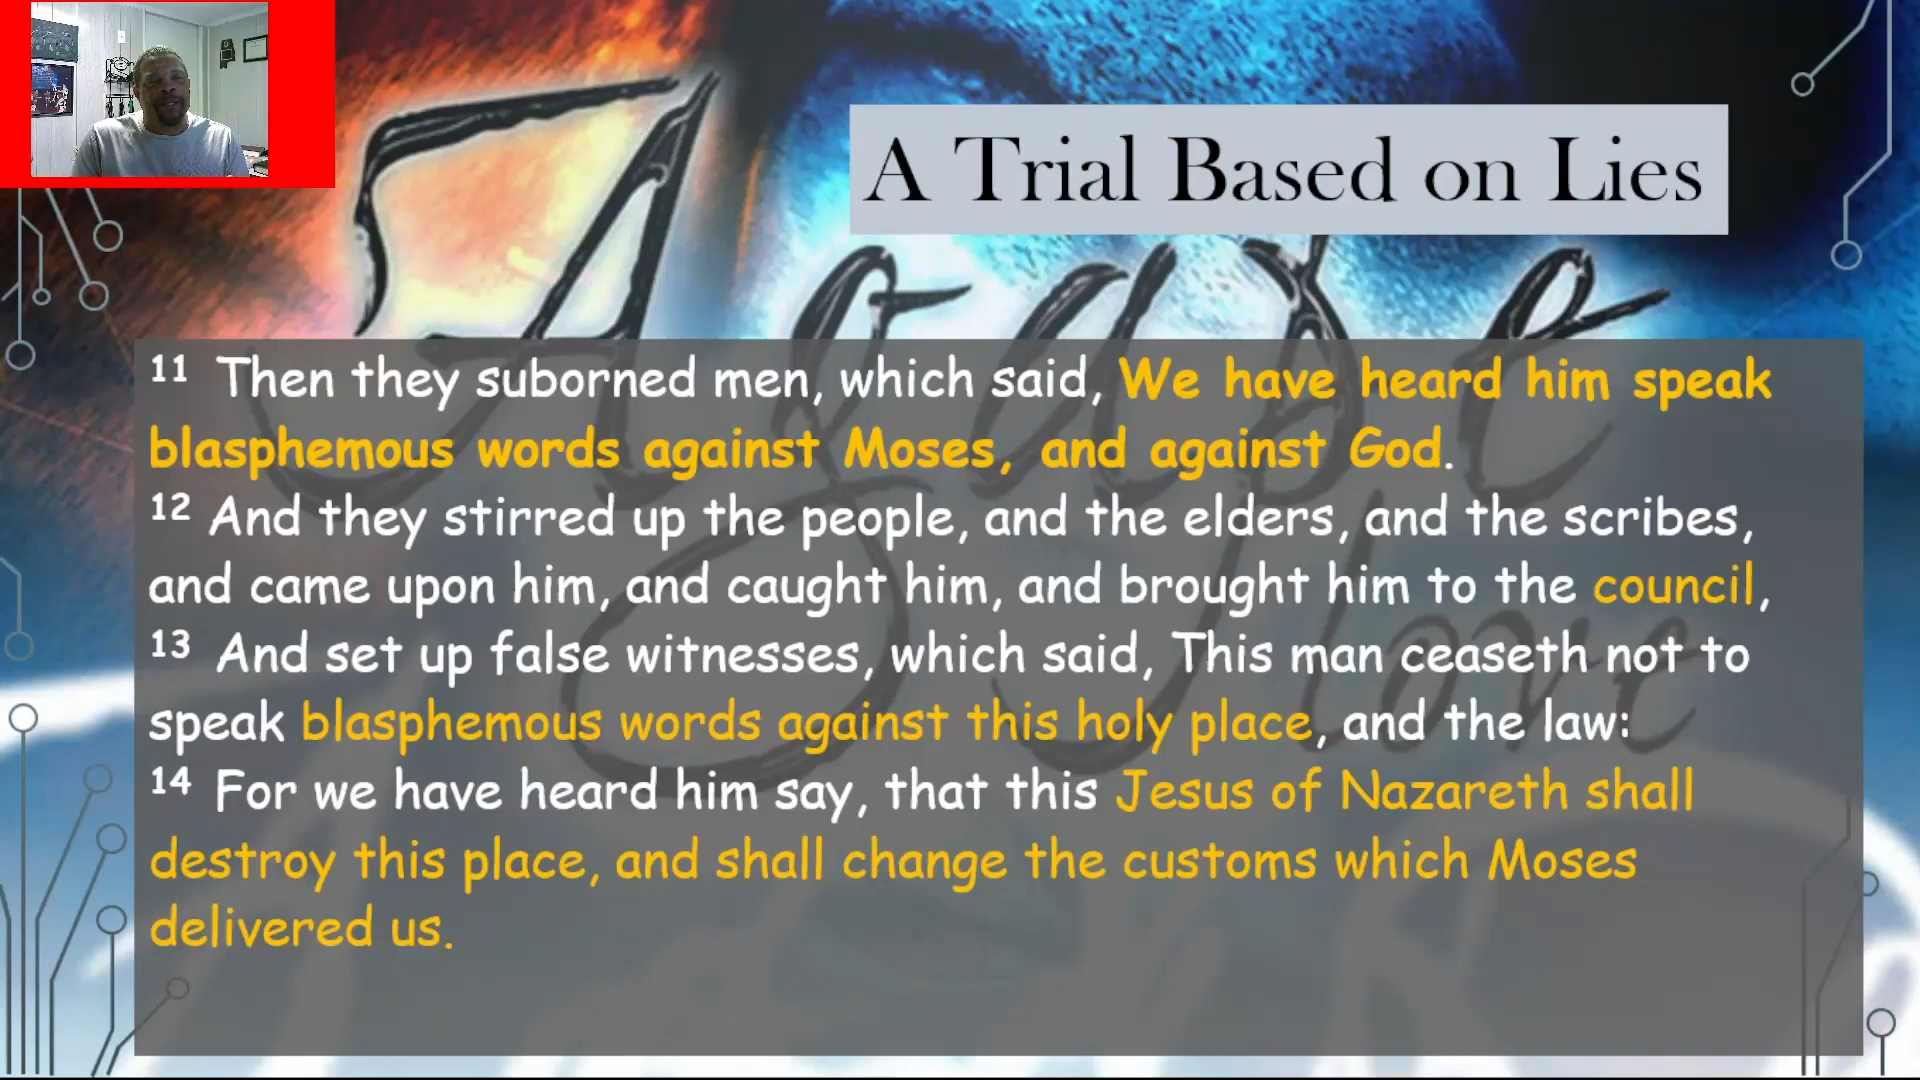 A Trial Based on Lies
Agape
love
11 Then they suborned men, which said, We have heard him speak
blasphemous words against Moses, and against God.
12 And they stirred up the people, and the elders, and the scribes,
and came upon him, and caught him, and brought him to the council,
13 And set up false witnesses, which said, This man ceaseth not to
speak blasphemous words against this holy place, and the law:
14 For we have heard him say, that this Jesus of Nazareth shall
destroy this place, and shall change the customs which Moses
delivered us.